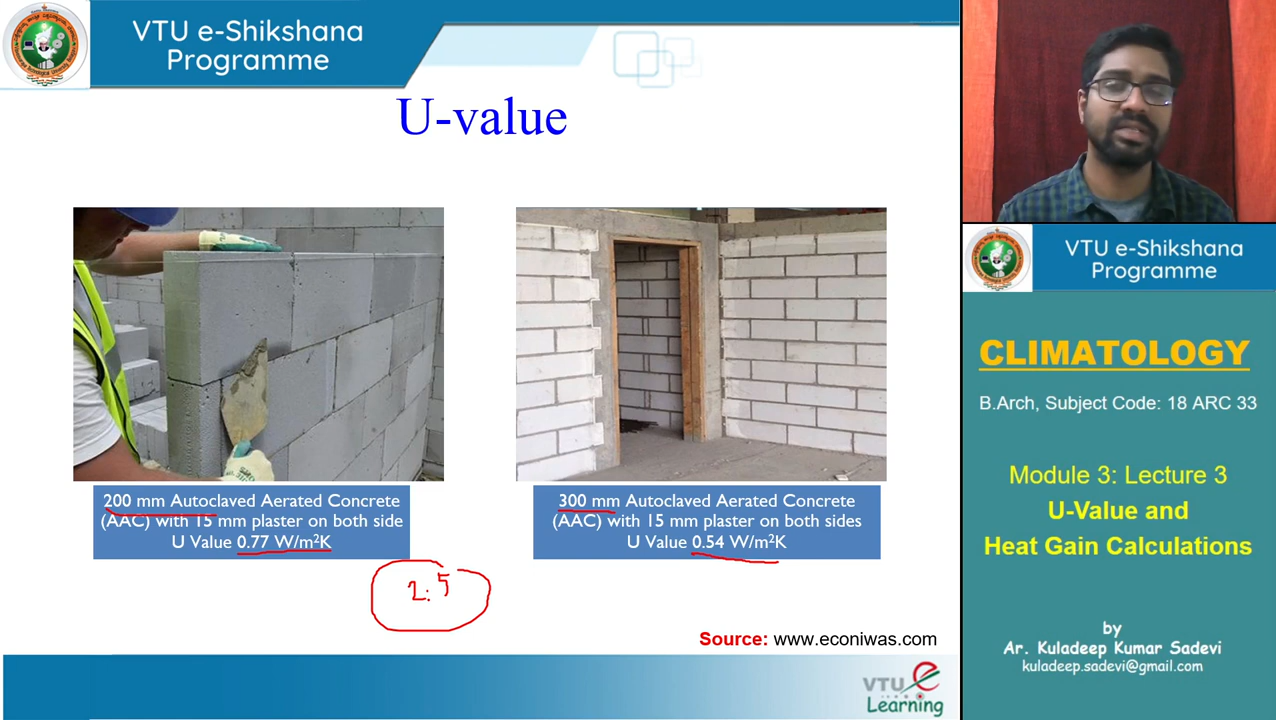 VTU e-Shikshana
Programme
U-value
200 mm Autoclaved Aerated Concrete
(AAC) with 15 mm plaster on both side
U Value 0.77 W/m²K
300 mm Autoclaved Aerated Concrete
(AAC) with 15 mm plaster on both sides
U Value 0.54 W/m²K
2.5
Source: www.econiwas.com
VTU e
Learning
VTU e-Shikshana
Programme
CLIMATOLOGY
B.Arch, Subject Code: 18 ARC 33
Module 3: Lecture 3
U-Value and
Heat Gain Calculations
by
Ar. Kuladeep Kumar Sadevi
kuladeep.sadevi@gmail.com